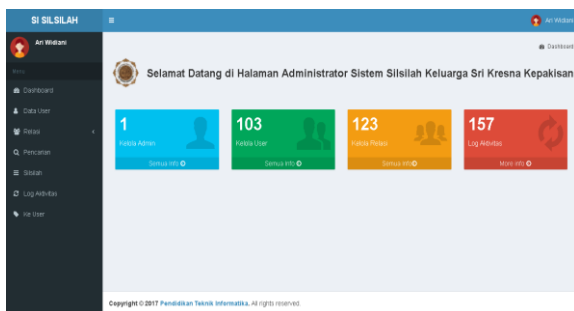 SI SILSILAH
Ari Widiani
Ari Widiani
Dashboard
Menu
Selamat Datang di Halaman Administrator Sistem Silsilah Keluarga Sri Kresna Kepakisan
Dashboard
Data User
Relasi
Pencarian
Silsilah
Log Aktivitas
Ke User
1
Kelola Admin
Semua info
103
Kelola User
Semua info
123
Kelola Relasi
Semua info
157
Log Aktivitas
More info
Copyright © 2017 Pendidikan Teknik Informatika. All rights reserved.